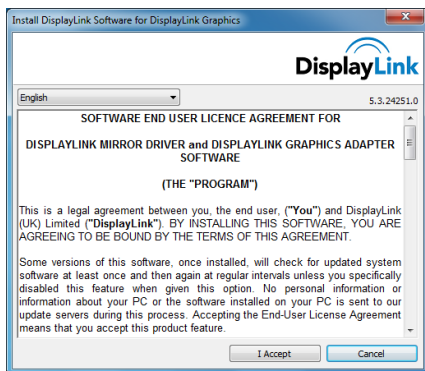 Install DisplayLink Software for DisplayLink Graphics
DisplayLink
English
5.3.24251.0
SOFTWARE END USER LICENCE AGREEMENT FOR
DISPLAYLINK MIRROR DRIVER and DISPLAYLINK GRAPHICS ADAPTER
SOFTWARE
(THE "PROGRAM")
This is a legal agreement between you, the end user, ("You") and DisplayLink
(UK) Limited ("DisplayLink"). BY INSTALLING THIS SOFTWARE, YOU ARE
AGREEING TO BE BOUND BY THE TERMS OF THIS AGREEMENT.
Some versions of this software, once installed, will check for updated system
software at least once and then again at regular intervals unless you specifically
disabled this feature when given this option. No personal information or
information about your PC or the software installed on your PC is sent to our
update servers during this process. Accepting the End-User License Agreement
means that you accept this product feature.
I Accept
Cancel